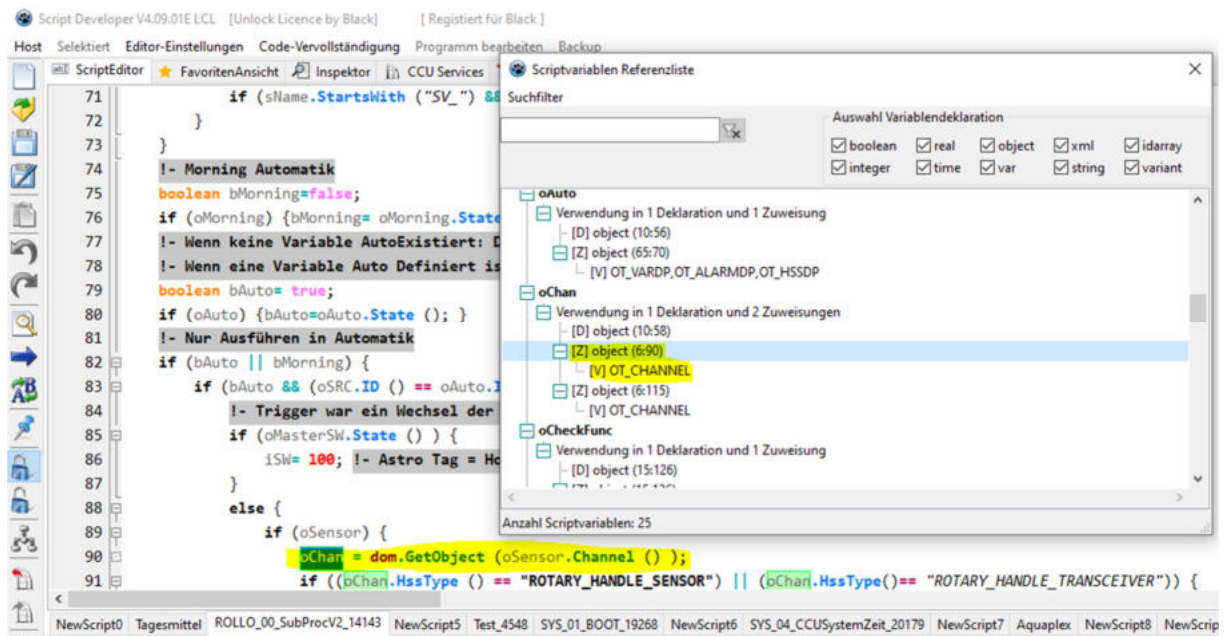 Script Developer V4.09.01E LCL [Unlock Licence by Black] [ Registiert für Black ]
Host Selektiert Editor-Einstellungen Code-Vervollständigung Programm bearbeiten Backup
ScriptEditor FavoritenAnsicht Inspektor CCU Services
71 if (sName.StartsWith ("SV_") &&
72 }
73 }
74 !- Morning Automatik
75 boolean bMorning=false;
76 if (oMorning) {bMorning= oMorning.State
77 !- Wenn keine Variable AutoExistiert: D
78 !- Wenn eine Variable Auto Definiert is
79 boolean bAuto= true;
80 if (oAuto) {bAuto=oAuto.State (); }
81 !- Nur Ausführen in Automatik
82 if (bAuto || bMorning) {
83 if (bAuto && (oSRC.ID () == oAuto.I
84 !- Trigger war ein Wechsel der
85 if (oMasterSW.State () ) {
86 iSW= 100; !- Astro Tag = Ho
87 }
88 else {
89 if (oSensor) {
90 oChan = dom.GetObject (oSensor.Channel () );
91 if ((oChan.HssType () == "ROTARY_HANDLE_SENSOR") || (oChan.HssType()== "ROTARY_HANDLE_TRANSCEIVER")) {
Scriptvariablen Referenzliste
Suchfilter
Auswahl Variablendeklaration
boolean real object xml idarray
integer time var string variant
oAuto
Verwendung in 1 Deklaration und 1 Zuweisung
[D] object (10:56)
[Z] object (65:70)
[V] OT_VARDP,OT_ALARMDP,OT_HSSDP
oChan
Verwendung in 1 Deklaration und 2 Zuweisungen
[D] object (10:58)
[Z] object (6:90)
[V] OT_CHANNEL
[Z] object (6:115)
[V] OT_CHANNEL
oCheckFunc
Verwendung in 1 Deklaration und 1 Zuweisung
[D] object (15:126)
Anzahl Scriptvariablen: 25
NewScript0 Tagesmittel ROLLO_00_SubProcV2_14143 NewScript5 Test_4548 SYS_01_BOOT_19268 NewScript6 SYS_04_CCUSystemZeit_20179 NewScript7 Aquaplex NewScript8 NewScrip